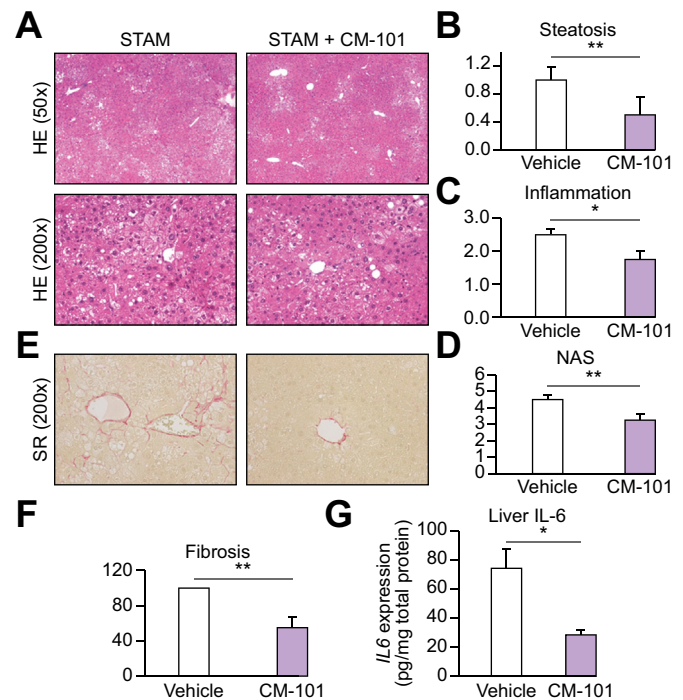 A
STAM
STAM + CM-101
HE (50x)
HE (200x)
B
Steatosis
**
1.2
0.8
0.4
0.0
Vehicle
CM-101
C
Inflammation
*
3.0
2.0
1.0
0.0
Vehicle
CM-101
E
SR (200x)
D
NAS
**
6
5
4
3
2
1
0
Vehicle
CM-101
F
Fibrosis
**
120
80
40
0
Vehicle
CM-101
G
Liver IL-6
*
IL6 expression
(pg/mg total protein)
100
80
60
40
20
0
Vehicle
CM-101